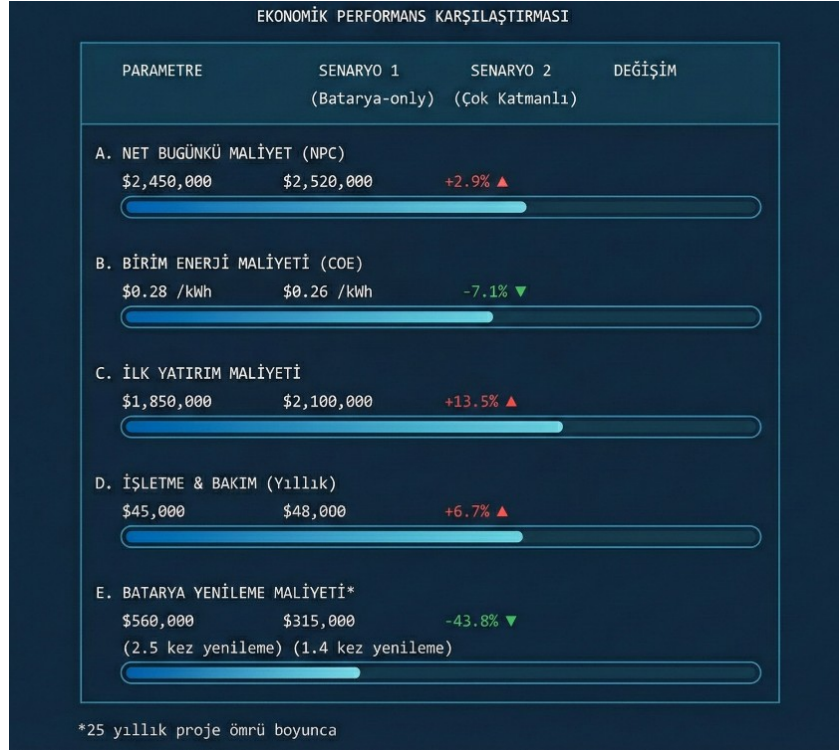 EKONOMİK PERFORMANS KARŞILAŞTIRMASI
PARAMETRE SENARYO 1 SENARYO 2 DEĞİŞİM
(Batarya-only) (Çok Katmanlı)
A. NET BUGÜNKÜ MALİYET (NPC)
$2,450,000 $2,520,000 +2.9% ▲
B. BİRİM ENERJİ MALİYETİ (COE)
$0.28 /kWh $0.26 /kWh -7.1% ▼
C. İLK YATIRIM MALİYETİ
$1,850,000 $2,100,000 +13.5% ▲
D. İŞLETME & BAKIM (Yıllık)
$45,000 $48,000 +6.7% ▲
E. BATARYA YENİLEME MALİYETİ*
$560,000 $315,000 -43.8% ▼
(2.5 kez yenileme) (1.4 kez yenileme)
*25 yıllık proje ömrü boyunca